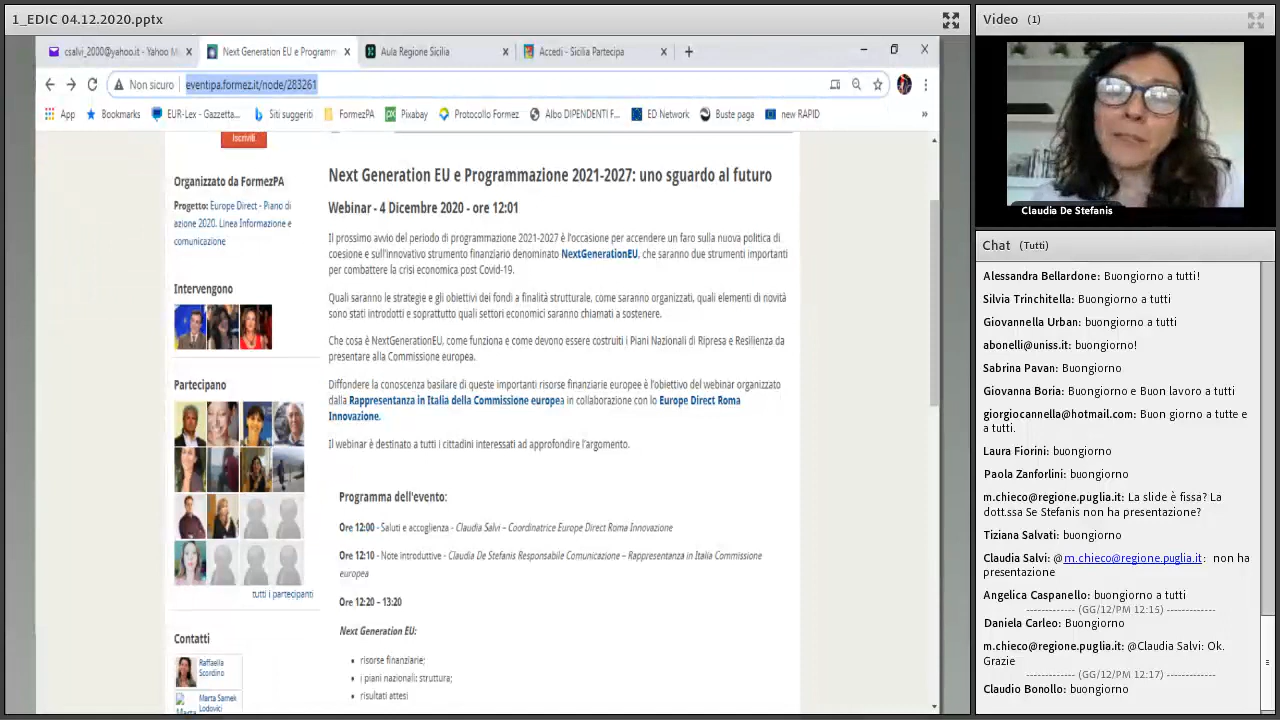 1_EDIC 04.12.2020.pptx
csalvi_2000@yahoo.it - Yahoo M
Next Generation EU e Programm
Aula Regione Sicilia
Accedi - Sicilia Partecipa
Non sicuro
eventipa.formez.it/node/283261
App
Bookmarks
EUR-Lex - Gazzetta...
Siti suggeriti
FormezPA
Pixabay
Protocollo Formez
Albo DIPENDENTI F...
ED Network
Buste paga
new RAPID
Iscriviti
Organizzato da FormezPA
Progetto: Europe Direct - Piano di
azione 2020. Linea Informazione e
comunicazione
Intervengono
Partecipano
tutti i partecipanti
Contatti
Raffaella
Scordino
Marta Samek
Lodovici
Next Generation EU e Programmazione 2021-2027: uno sguardo al futuro
Webinar - 4 Dicembre 2020 - ore 12:01
Il prossimo avvio del periodo di programmazione 2021-2027 è l'occasione per accendere un faro sulla nuova politica di
coesione e sull'innovativo strumento finanziario denominato NextGenerationEU, che saranno due strumenti importanti
per combattere la crisi economica post Covid-19.
Quali saranno le strategie e gli obiettivi dei fondi a finalità strutturale, come saranno organizzati, quali elementi di novità
sono stati introdotti e soprattutto quali settori economici saranno chiamati a sostenere.
Che cosa è NextGenerationEU, come funziona e come devono essere costruiti i Piani Nazionali di Ripresa e Resilienza da
presentare alla Commissione europea.
Diffondere la conoscenza basilare di queste importanti risorse finanziarie europee è l'obiettivo del webinar organizzato
dalla Rappresentanza in Italia della Commissione europea in collaborazione con lo Europe Direct Roma
Innovazione.
Il webinar è destinato a tutti i cittadini interessati ad approfondire l'argomento.
Programma dell'evento:
Ore 12:00 - Saluti e accoglienza - Claudia Salvi – Coordinatrice Europe Direct Roma Innovazione
Ore 12:10 - Note introduttive - Claudia De Stefanis Responsabile Comunicazione – Rappresentanza in Italia Commissione
europea
Ore 12:20 – 13:20
Next Generation EU:
• risorse finanziarie;
• i piani nazionali: struttura;
• risultati attesi
Video (1)
Claudia De Stefanis
Chat (Tutti)
Alessandra Bellardone: Buongiorno a tutti!
Silvia Trinchitella: Buongiorno a tutti
Giovannella Urban: buongiorno a tutti
abonelli@uniss.it: buongiorno!
Sabrina Pavan: Buongiorno
Giovanna Boria: Buongiorno e Buon lavoro a tutti
giorgiocannella@hotmail.com: Buon giorno a tutte e
a tutti.
Laura Fiorini: buongiorno
Paola Zanforlini: buongiorno
m.chieco@regione.puglia.it: La slide è fissa? La
dott.ssa Se Stefanis non ha presentazione?
Tiziana Salvati: buongiorno
Claudia Salvi: @m.chieco@regione.puglia.it: non ha
presentazione
Angelica Caspanello: buongiorno a tutti
------------ (GG/12/PM 12:15) ------------
Daniela Carleo: Buongiorno
m.chieco@regione.puglia.it: @Claudia Salvi: Ok.
Grazie
------------ (GG/12/PM 12:17) ------------
Claudio Bonollo: buongiorno